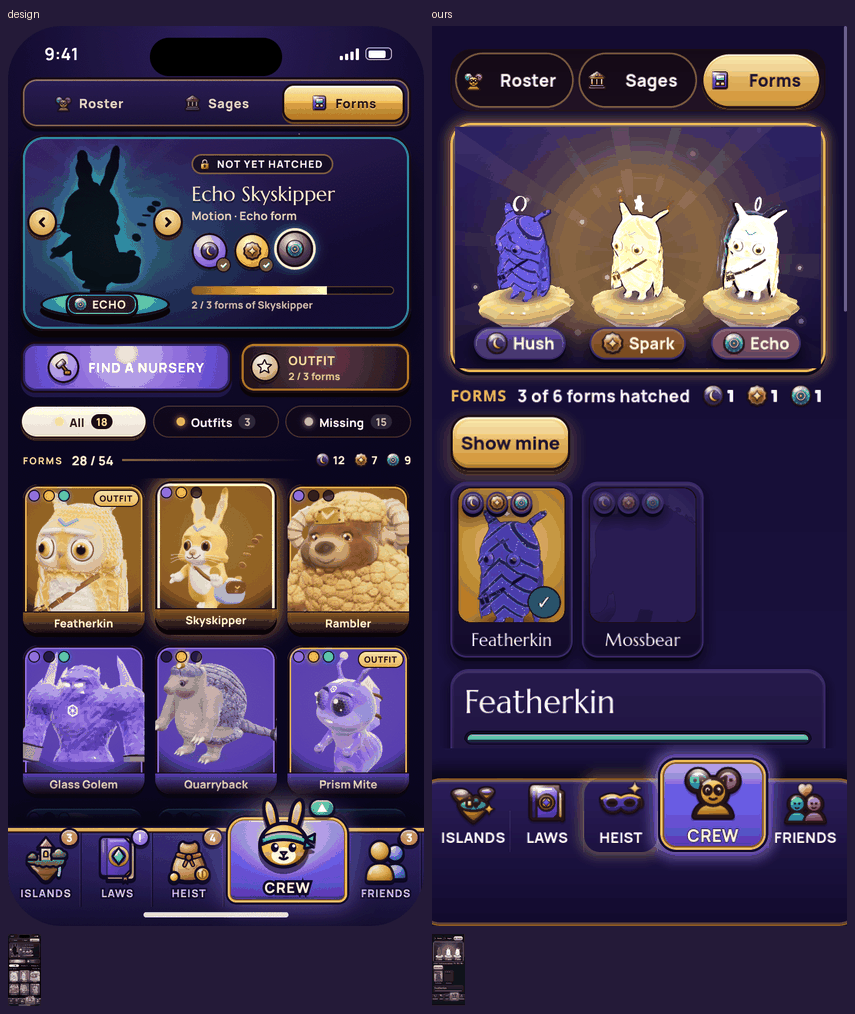 design
ours
9:41
Roster
Sages
Forms
NOT YET HATCHED
Echo Skyskipper
Motion · Echo form
ECHO
2 / 3 forms of Skyskipper
FIND A NURSERY
OUTFIT
2 / 3 forms
All 18
Outfits 3
Missing 15
FORMS 28 / 54
12 7 9
OUTFIT
Featherkin
Skyskipper
Rambler
OUTFIT
Glass Golem
Quarryback
Prism Mite
3
1
4
3
ISLANDS
LAWS
HEIST
CREW
FRIENDS
Roster
Sages
Forms
Hush
Spark
Echo
FORMS 3 of 6 forms hatched 1 1 1
Show mine
Featherkin
Mossbear
Featherkin
ISLANDS
LAWS
HEIST
CREW
FRIENDS